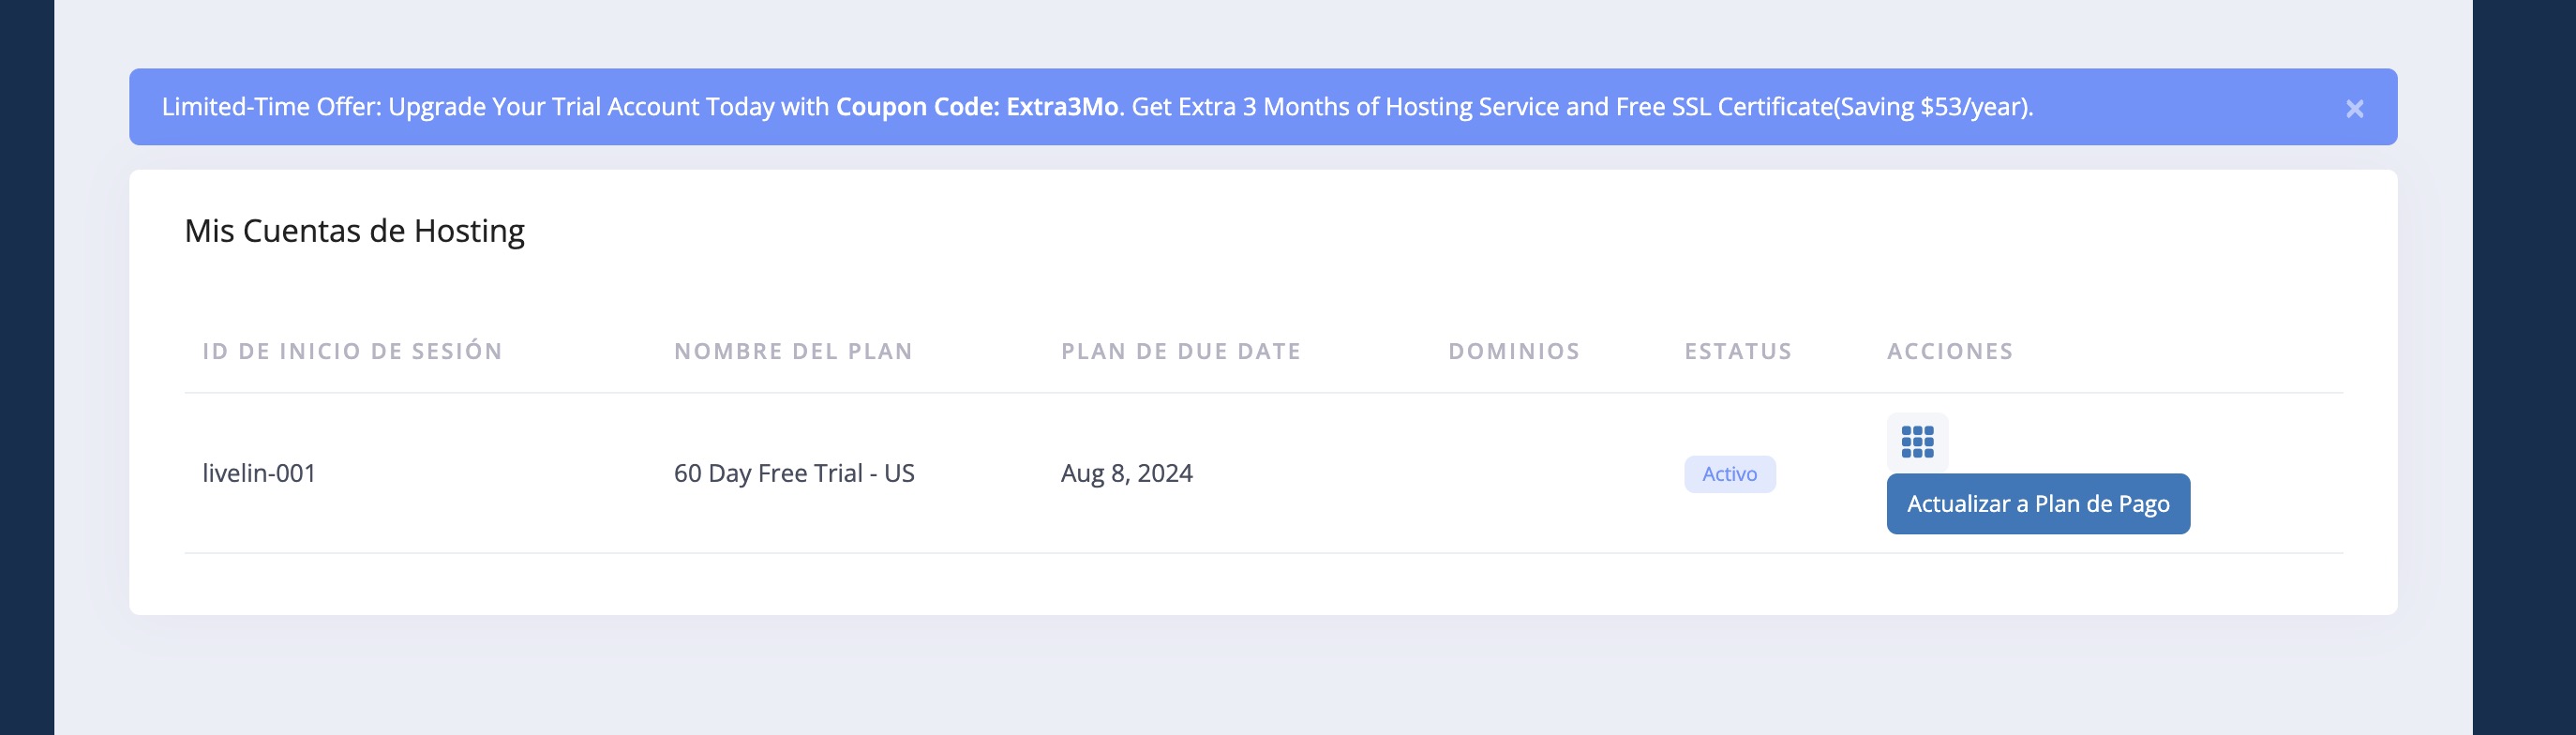 Limited-Time Offer: Upgrade Your Trial Account Today with Coupon Code: Extra3Mo. Get Extra 3 Months of Hosting Service and Free SSL Certificate(Saving $53/year). ×
Mis Cuentas de Hosting
ID DE INICIO DE SESIÓN NOMBRE DEL PLAN PLAN DE DUE DATE DOMINIOS ESTATUS ACCIONES
livelin-001 60 Day Free Trial - US Aug 8, 2024 Activo
Actualizar a Plan de Pago